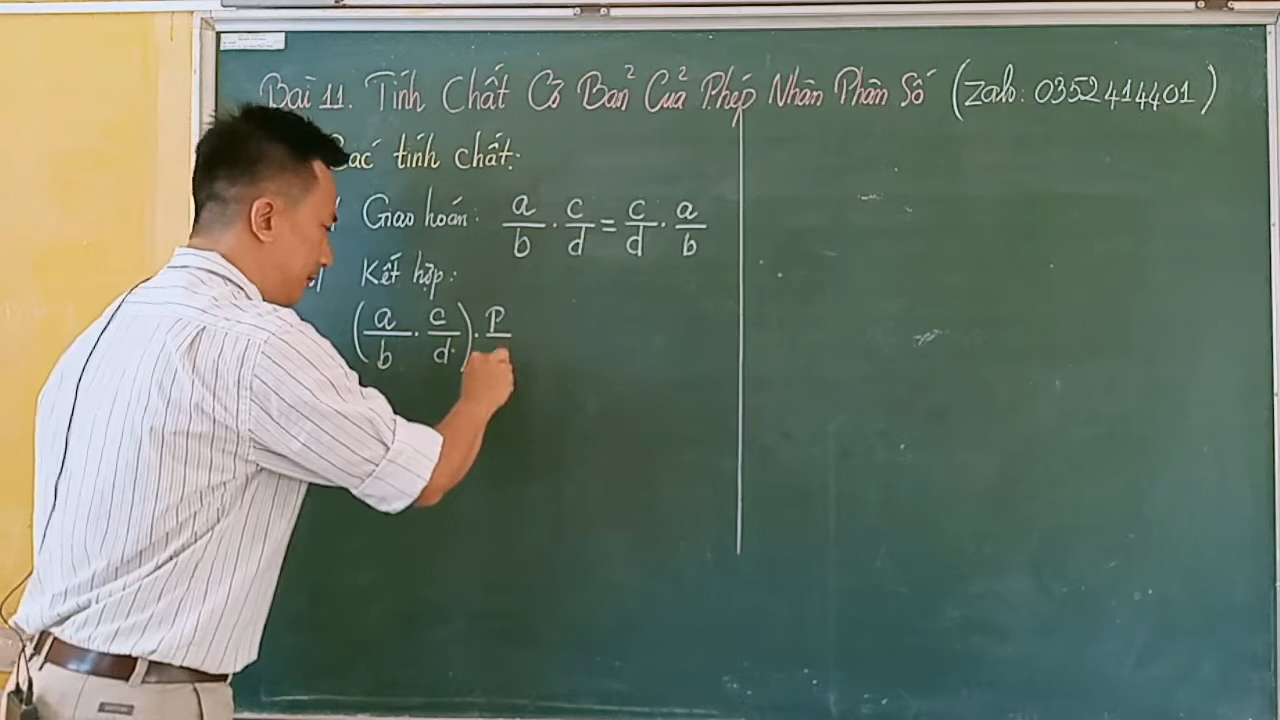 Bài 11. Tính Chất Cơ Bản Của Phép Nhân Phân Số (Zalo: 0352414401)
Các tính chất:
Giao hoán: a/b . c/d = c/d . a/b
Kết hợp:
(a/b . c/d) . p/